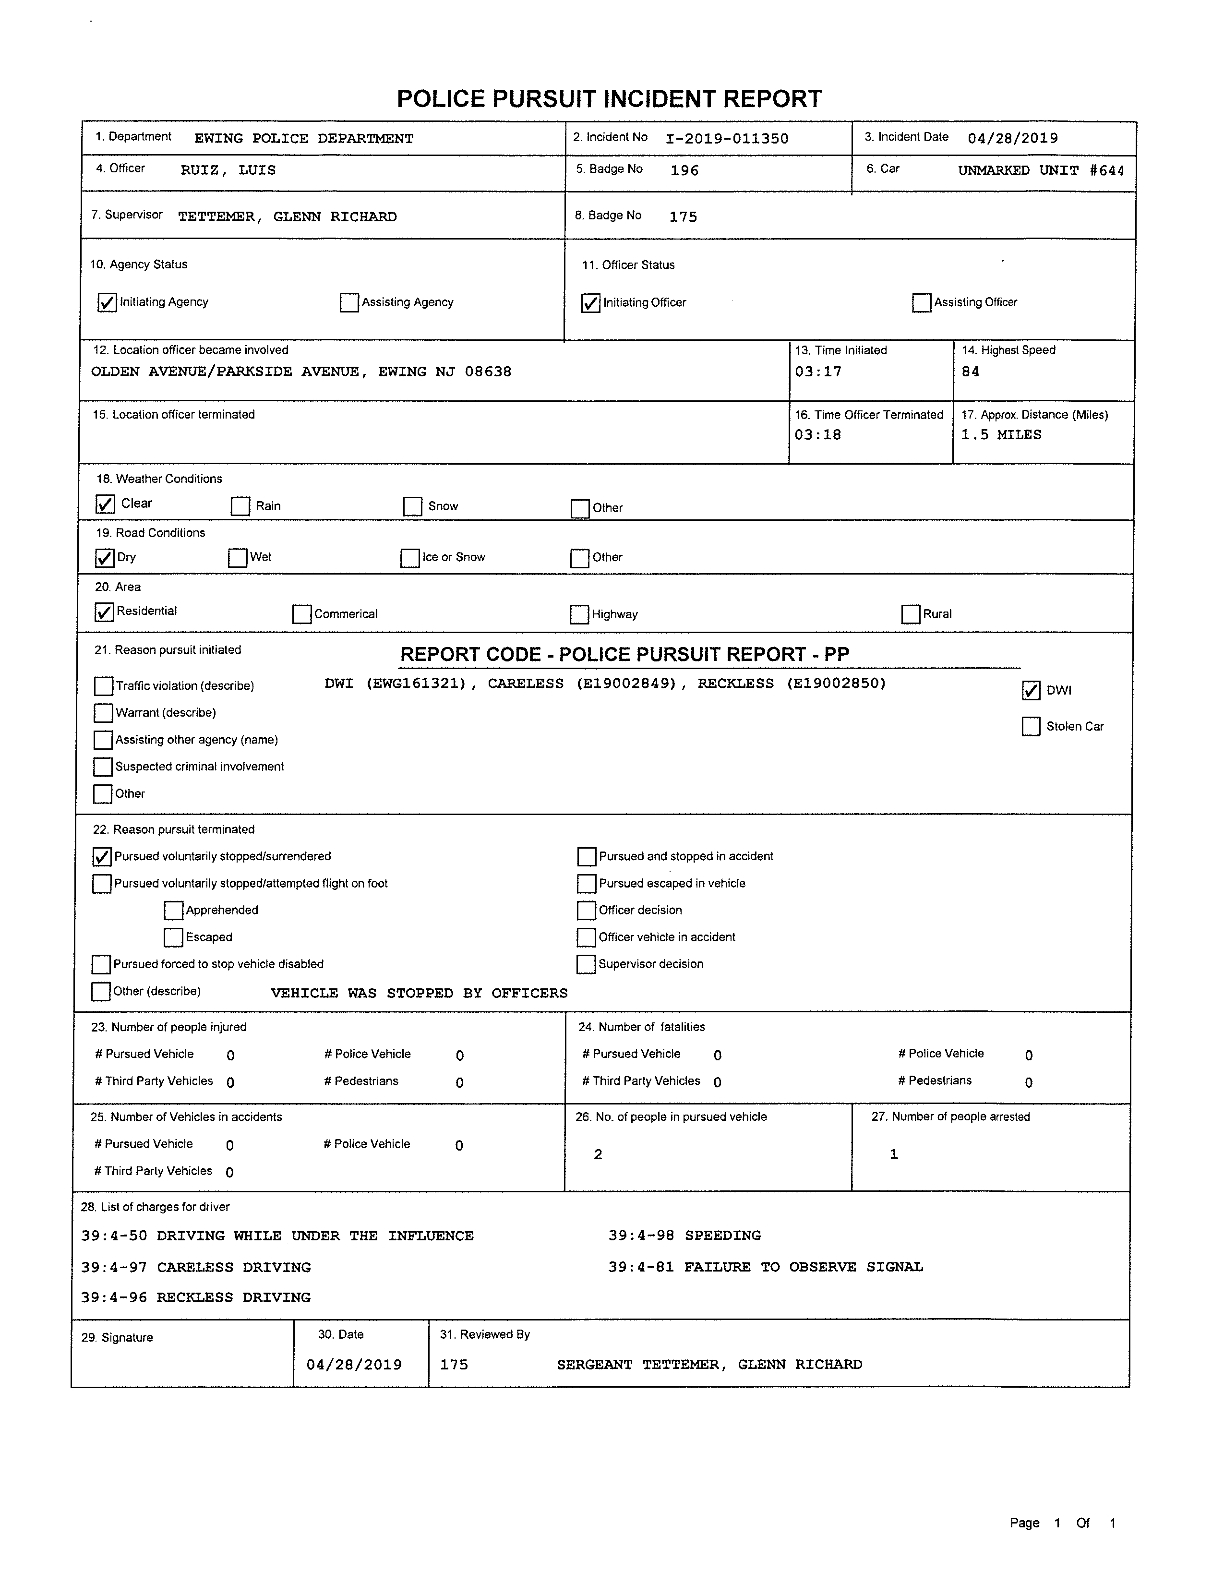 POLICE PURSUIT INCIDENT REPORT
1. Department EWING POLICE DEPARTMENT 2. Incident No I-2019-011350 3. Incident Date 04/28/2019
4. Officer RUIZ, LUIS 5. Badge No 196 6. Car UNMARKED UNIT #644
7. Supervisor TETTEMER, GLENN RICHARD 8. Badge No 175
10. Agency Status 11. Officer Status
Initiating Agency Assisting Agency Initiating Officer Assisting Officer
12. Location officer became involved 13. Time Initiated 14. Highest Speed
OLDEN AVENUE/PARKSIDE AVENUE, EWING NJ 08638 03:17 84
15. Location officer terminated 16. Time Officer Terminated 17. Approx. Distance (Miles)
03:18 1.5 MILES
18. Weather Conditions
Clear Rain Snow Other
19. Road Conditions
Dry Wet Ice or Snow Other
20. Area
Residential Commerical Highway Rural
21. Reason pursuit initiated REPORT CODE - POLICE PURSUIT REPORT - PP
Traffic violation (describe) DWI (EWG161321), CARELESS (E19002849), RECKLESS (E19002850) DWI
Warrant (describe) Stolen Car
Assisting other agency (name)
Suspected criminal involvement
Other
22. Reason pursuit terminated
Pursued voluntarily stopped/surrendered Pursued and stopped in accident
Pursued voluntarily stopped/attempted flight on foot Pursued escaped in vehicle
Apprehended Officer decision
Escaped Officer vehicle in accident
Pursued forced to stop vehicle disabled Supervisor decision
Other (describe) VEHICLE WAS STOPPED BY OFFICERS
23. Number of people injured 24. Number of fatalities
# Pursued Vehicle 0 # Police Vehicle 0 # Pursued Vehicle 0 # Police Vehicle 0
# Third Party Vehicles 0 # Pedestrians 0 # Third Party Vehicles 0 # Pedestrians 0
25. Number of Vehicles in accidents 26. No. of people in pursued vehicle 27. Number of people arrested
# Pursued Vehicle 0 # Police Vehicle 0 2 1
# Third Party Vehicles 0
28. List of charges for driver
39:4-50 DRIVING WHILE UNDER THE INFLUENCE 39:4-98 SPEEDING
39:4-97 CARELESS DRIVING 39:4-81 FAILURE TO OBSERVE SIGNAL
39:4-96 RECKLESS DRIVING
29. Signature 30. Date 31. Reviewed By
04/28/2019 175 SERGEANT TETTEMER, GLENN RICHARD
Page 1 Of 1